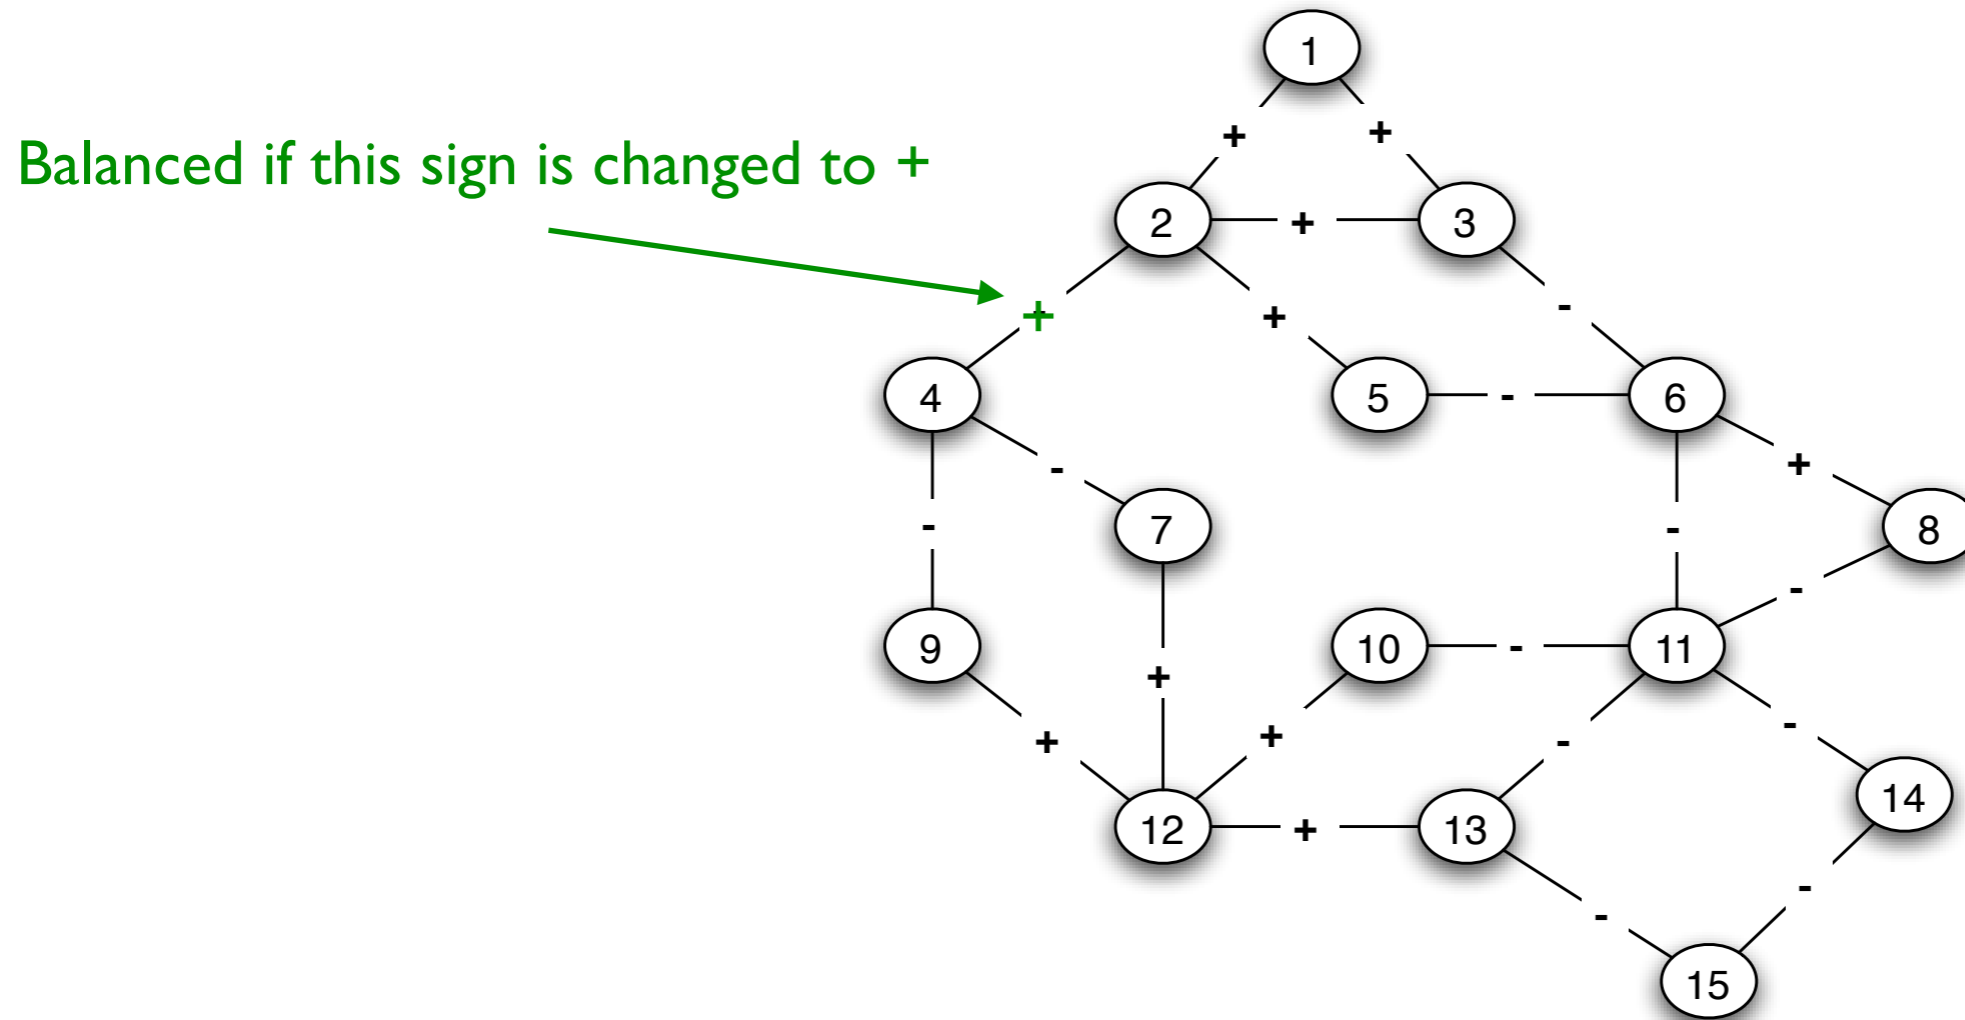 1
+ +
Balanced if this sign is changed to +
2 + 3
+ + -
4 5 - 6
- +
- 7 - 8
-
9 10 - 11
+
+ + - -
14
12 + 13
-
-
15